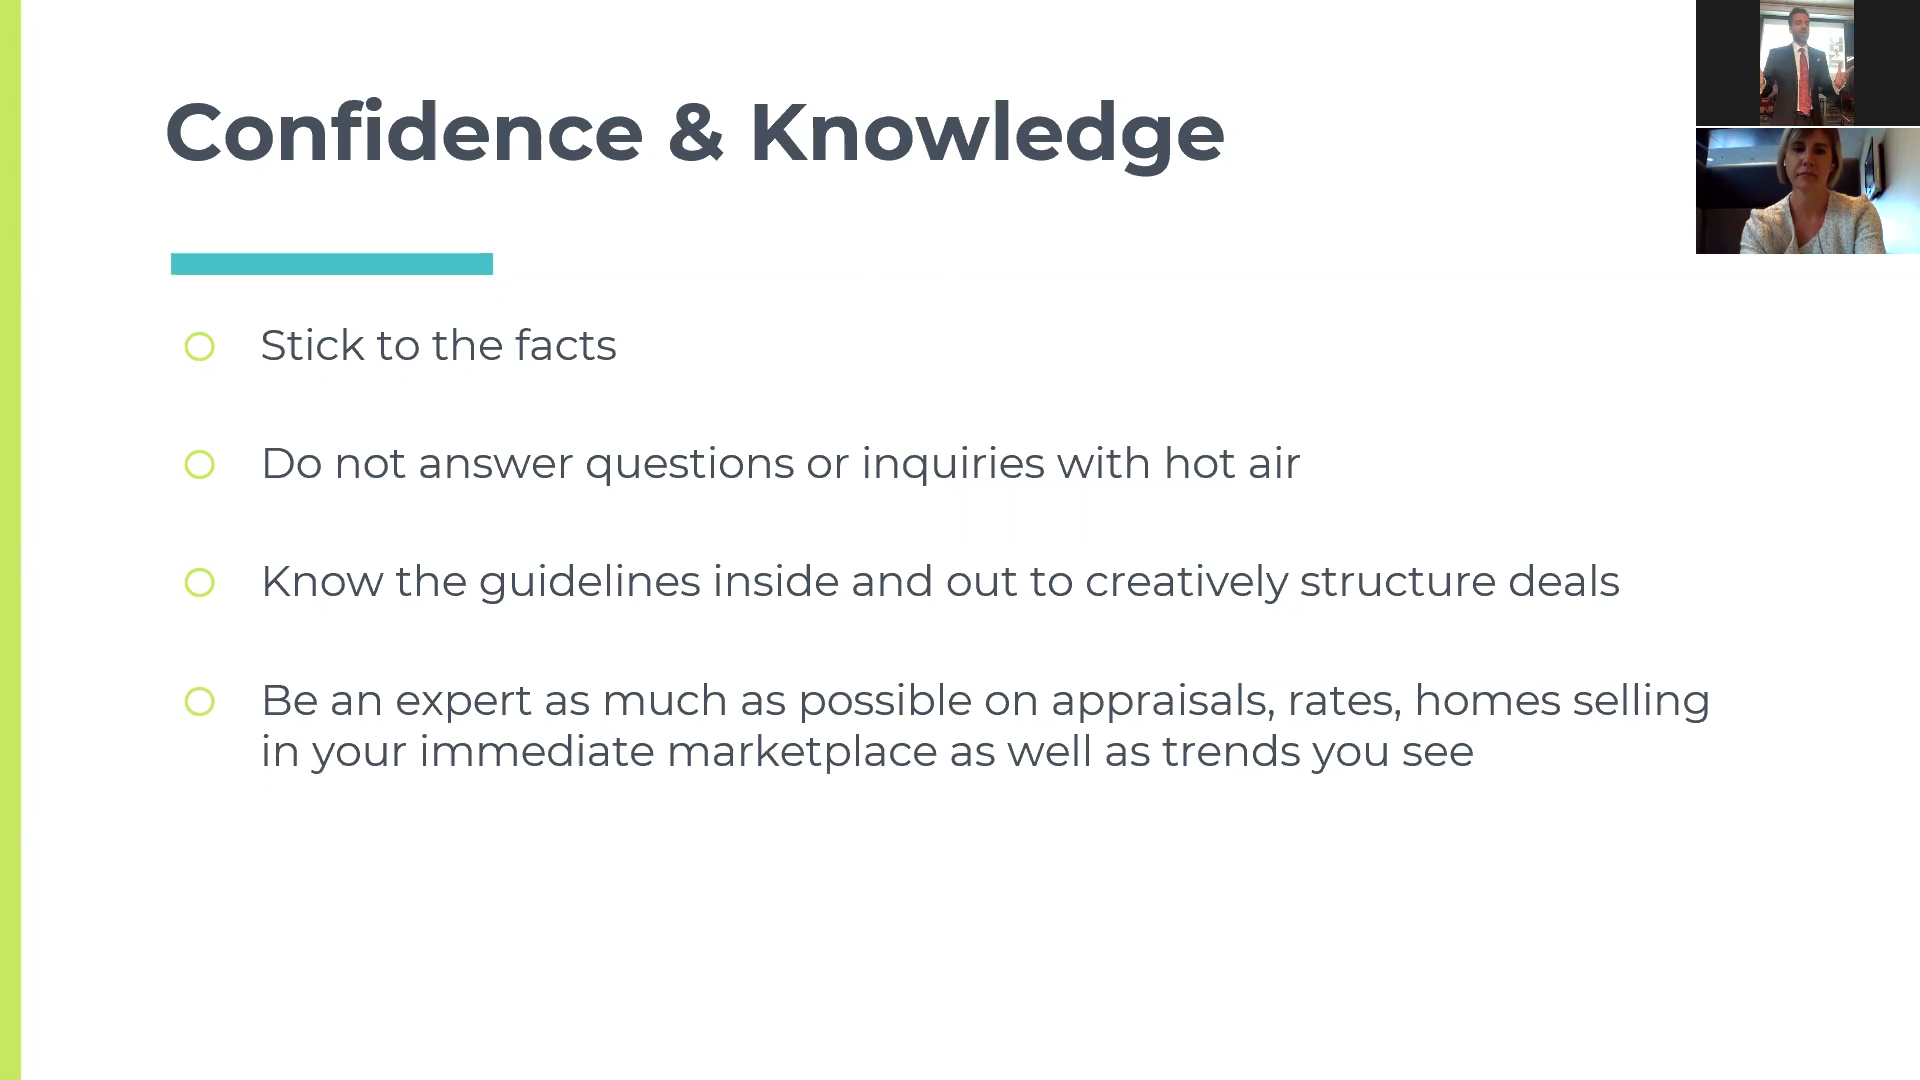 Confidence & Knowledge
Stick to the facts
Do not answer questions or inquiries with hot air
Know the guidelines inside and out to creatively structure deals
Be an expert as much as possible on appraisals, rates, homes selling
in your immediate marketplace as well as trends you see